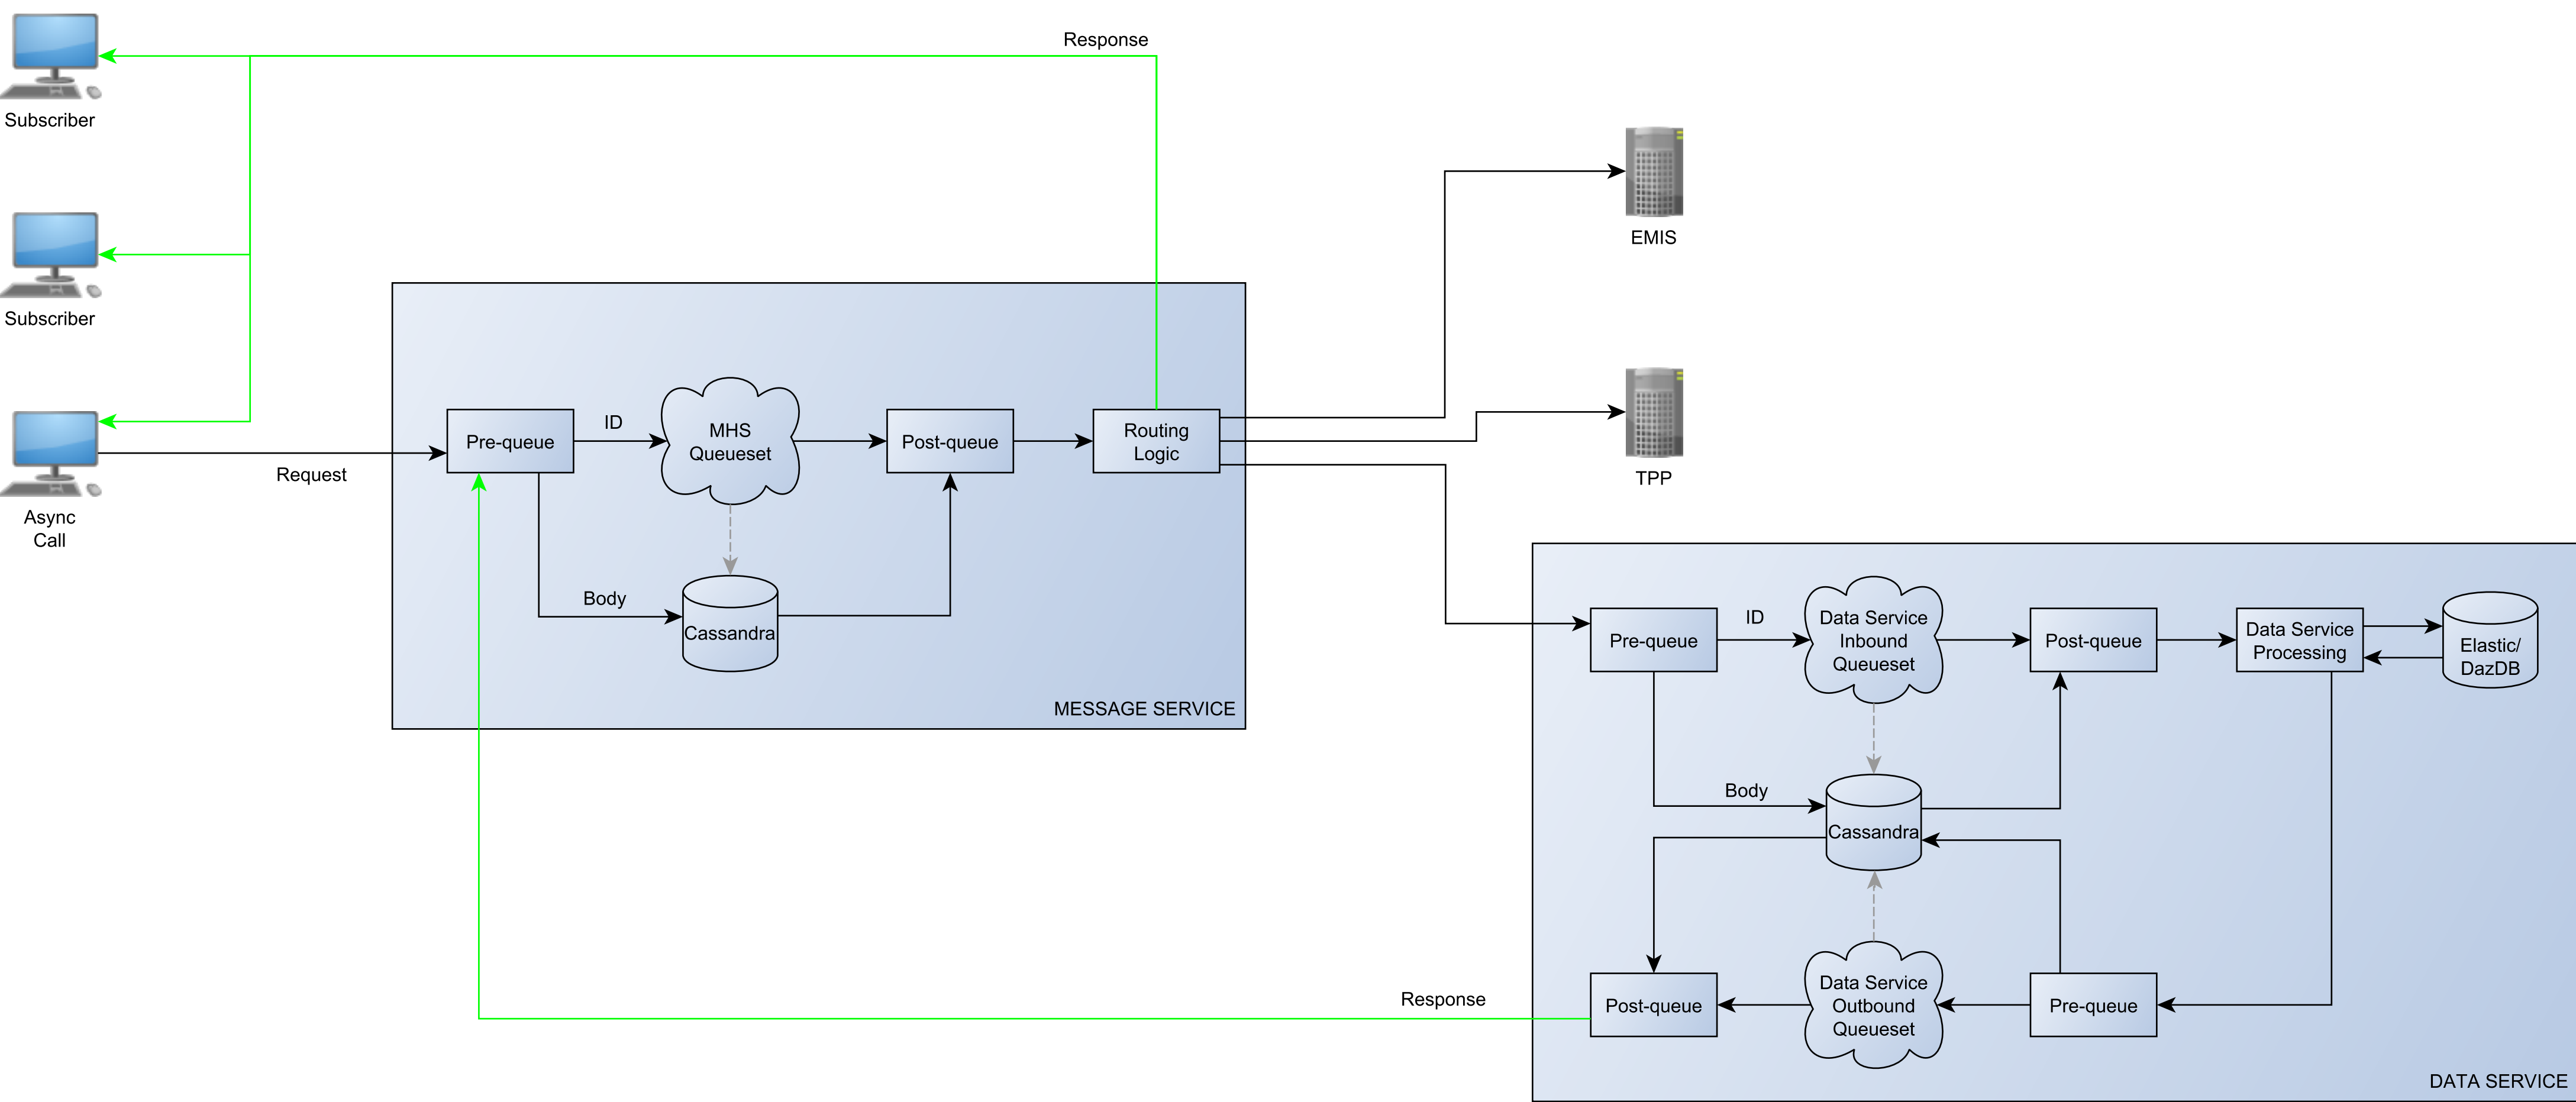 Response
Subscriber
EMIS
Subscriber
Async
Call
Request
Pre-queue
ID
MHS
Queueset
Post-queue
Routing
Logic
TPP
Body
Cassandra
MESSAGE SERVICE
Pre-queue
ID
Data Service
Inbound
Queueset
Post-queue
Data Service
Processing
Elastic/
DazDB
Body
Cassandra
Response
Post-queue
Data Service
Outbound
Queueset
Pre-queue
DATA SERVICE